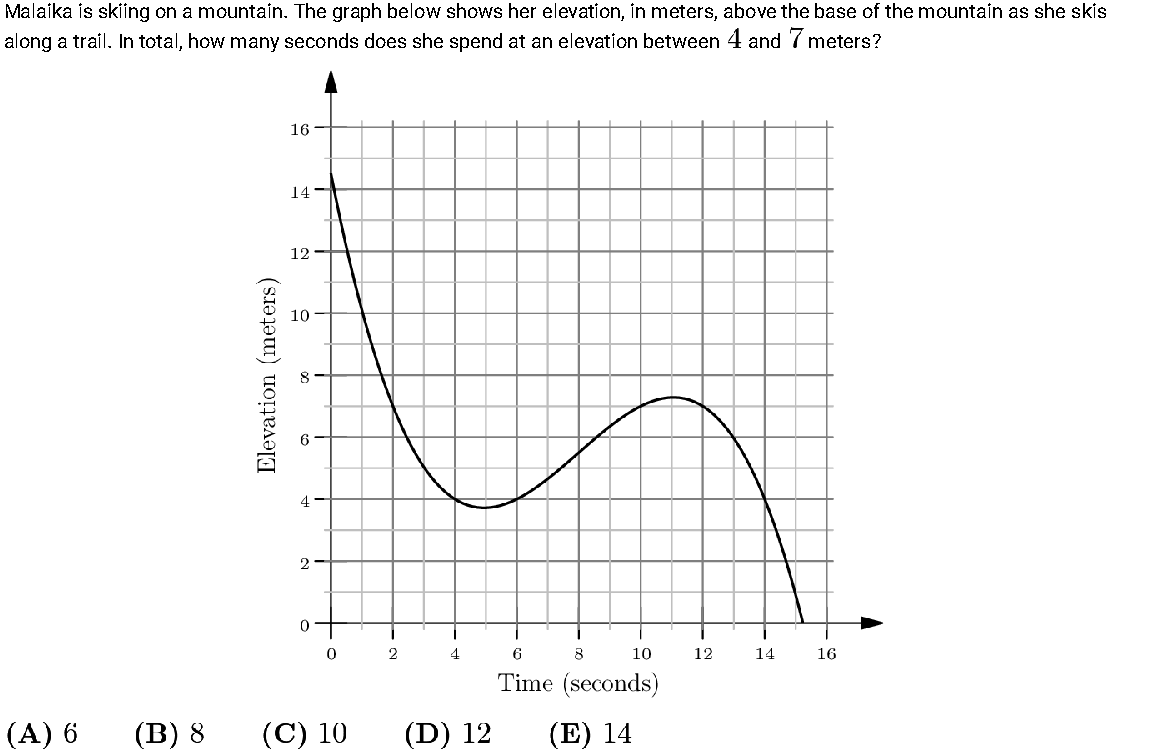 Malaika is skiing on a mountain. The graph below shows her elevation, in meters, above the base of the mountain as she skis
along a trail. In total, how many seconds does she spend at an elevation between 4 and 7 meters?
16
14
12
10
8
6
4
2
0
Elevation (meters)
0 2 4 6 8 10 12 14 16
Time (seconds)
(A) 6 (B) 8 (C) 10 (D) 12 (E) 14